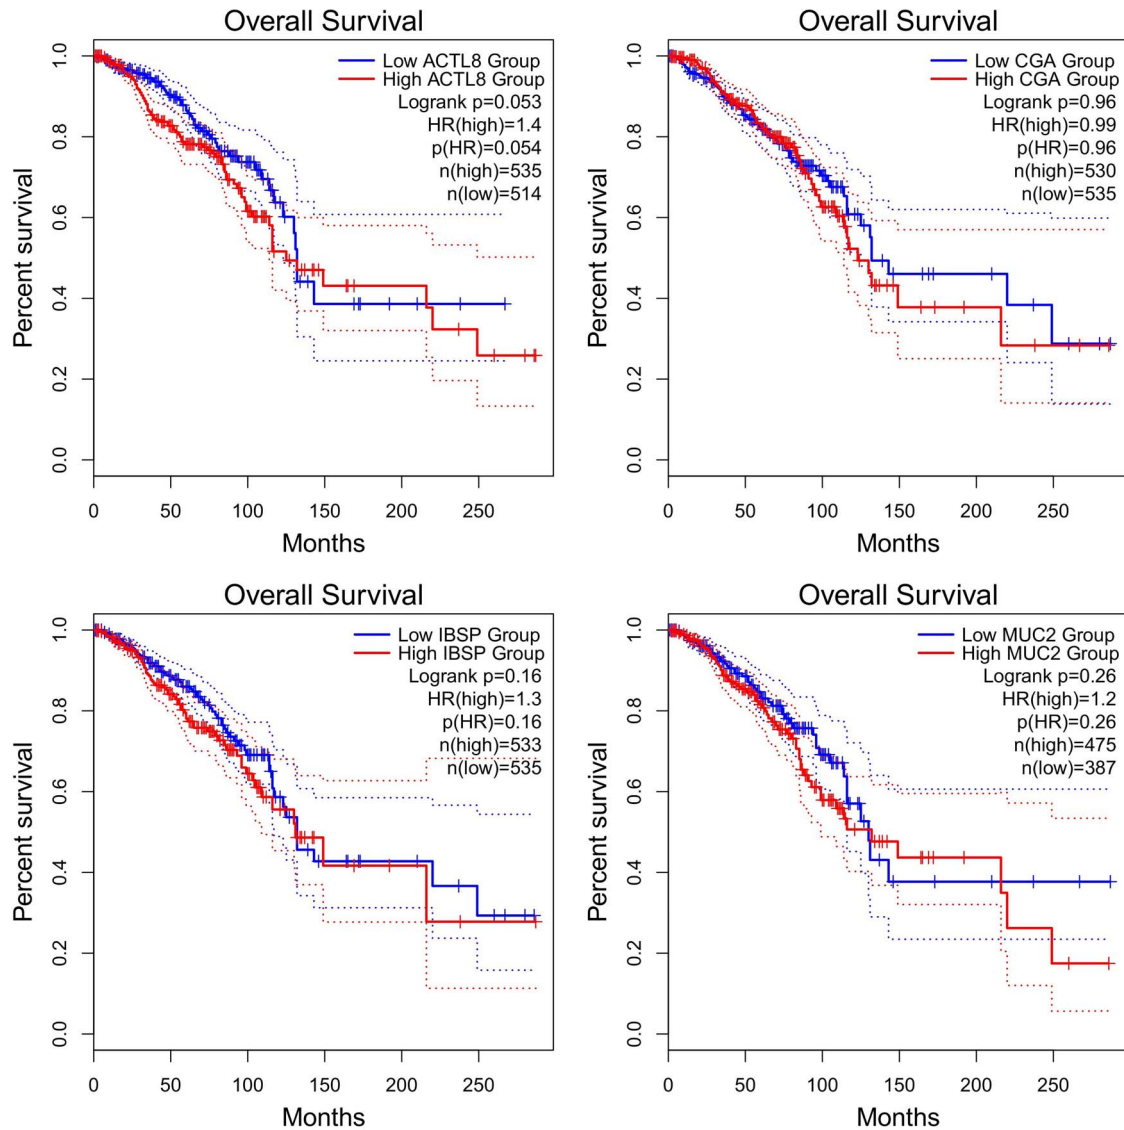 Overall Survival
Low ACTL8 Group
High ACTL8 Group
Logrank p=0.053
HR(high)=1.4
p(HR)=0.054
n(high)=535
n(low)=514
Percent survival
1.0
0.8
0.6
0.4
0.2
0.0
0 50 100 150 200 250
Months
Overall Survival
Low CGA Group
High CGA Group
Logrank p=0.96
HR(high)=0.99
p(HR)=0.96
n(high)=530
n(low)=535
Percent survival
1.0
0.8
0.6
0.4
0.2
0.0
0 50 100 150 200 250
Months
Overall Survival
Low IBSP Group
High IBSP Group
Logrank p=0.16
HR(high)=1.3
p(HR)=0.16
n(high)=533
n(low)=535
Percent survival
1.0
0.8
0.6
0.4
0.2
0.0
0 50 100 150 200 250
Months
Overall Survival
Low MUC2 Group
High MUC2 Group
Logrank p=0.26
HR(high)=1.2
p(HR)=0.26
n(high)=475
n(low)=387
Percent survival
1.0
0.8
0.6
0.4
0.2
0.0
0 50 100 150 200 250
Months